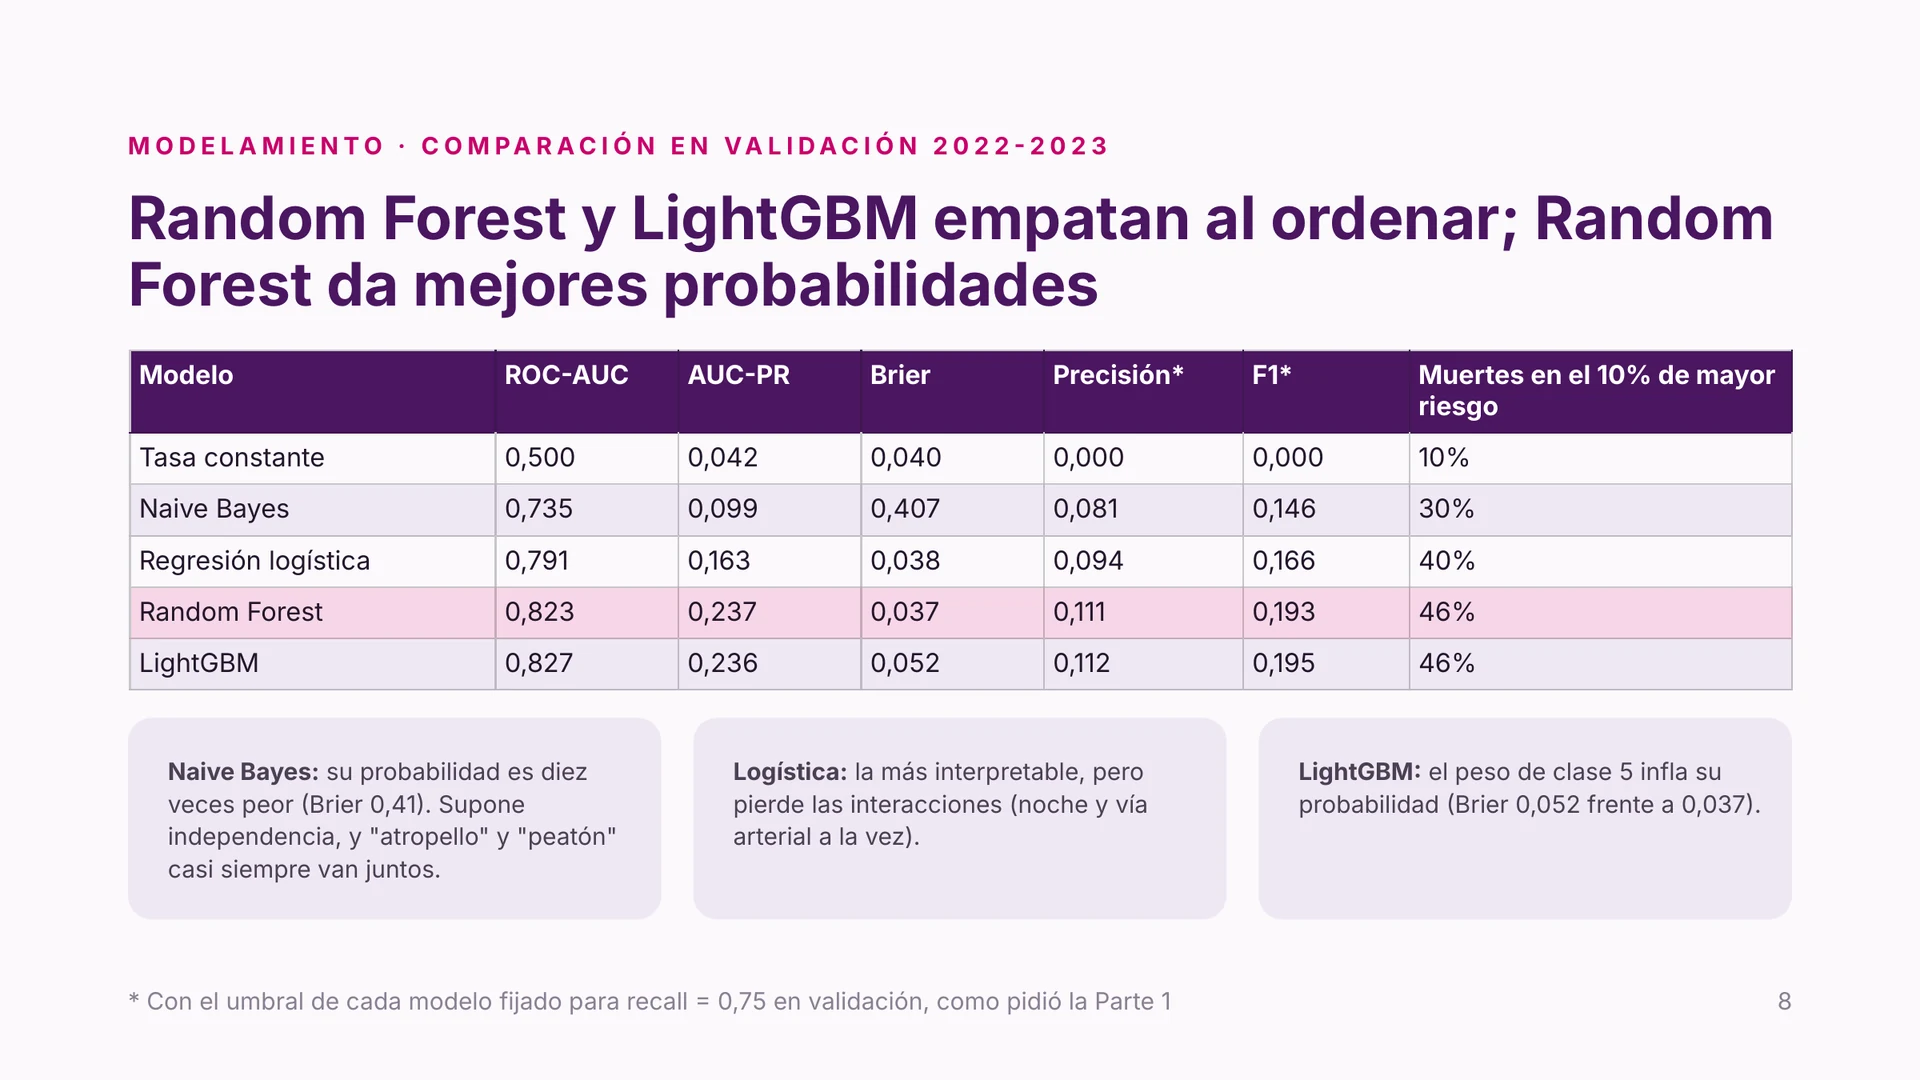 MODELAMIENTO · COMPARACIÓN EN VALIDACIÓN 2022-2023
Random Forest y LightGBM empatan al ordenar; Random
Forest da mejores probabilidades
Modelo ROC-AUC AUC-PR Brier Precisión* F1* Muertes en el 10% de mayor
riesgo
Tasa constante 0,500 0,042 0,040 0,000 0,000 10%
Naive Bayes 0,735 0,099 0,407 0,081 0,146 30%
Regresión logística 0,791 0,163 0,038 0,094 0,166 40%
Random Forest 0,823 0,237 0,037 0,111 0,193 46%
LightGBM 0,827 0,236 0,052 0,112 0,195 46%
Naive Bayes: su probabilidad es diez
veces peor (Brier 0,41). Supone
independencia, y "atropello" y "peatón"
casi siempre van juntos.
Logística: la más interpretable, pero
pierde las interacciones (noche y vía
arterial a la vez).
LightGBM: el peso de clase 5 infla su
probabilidad (Brier 0,052 frente a 0,037).
* Con el umbral de cada modelo fijado para recall = 0,75 en validación, como pidió la Parte 1
8